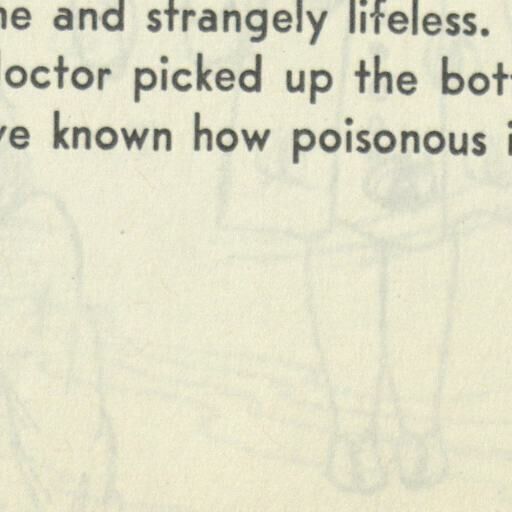 and strangely lifeless.
doctor picked up the
known how poisonous